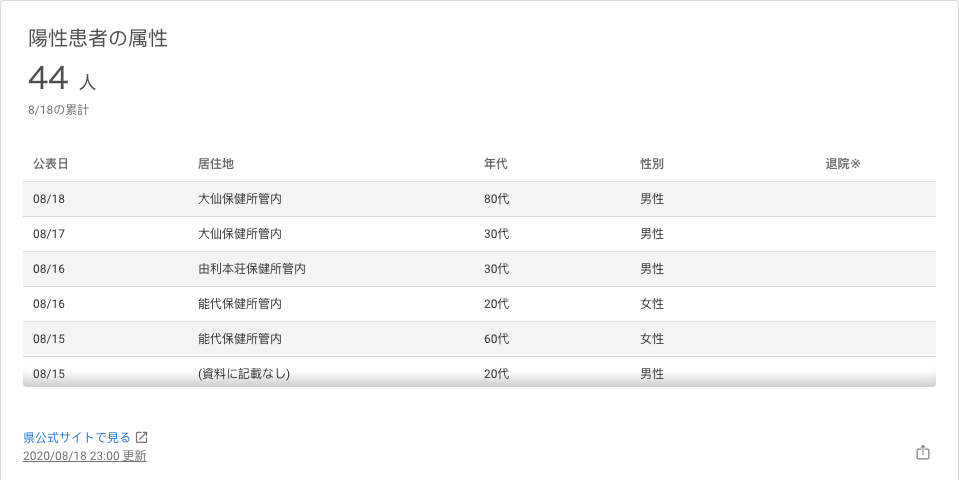 陽性患者の属性
44 人
8/18の累計
公表日 居住地 年代 性別 退院※
08/18 大仙保健所管内 80代 男性
08/17 大仙保健所管内 30代 男性
08/16 由利本荘保健所管内 30代 男性
08/16 能代保健所管内 20代 女性
08/15 能代保健所管内 60代 女性
08/15 (資料に記載なし) 20代 男性
県公式サイトで見る
2020/08/18 23:00 更新